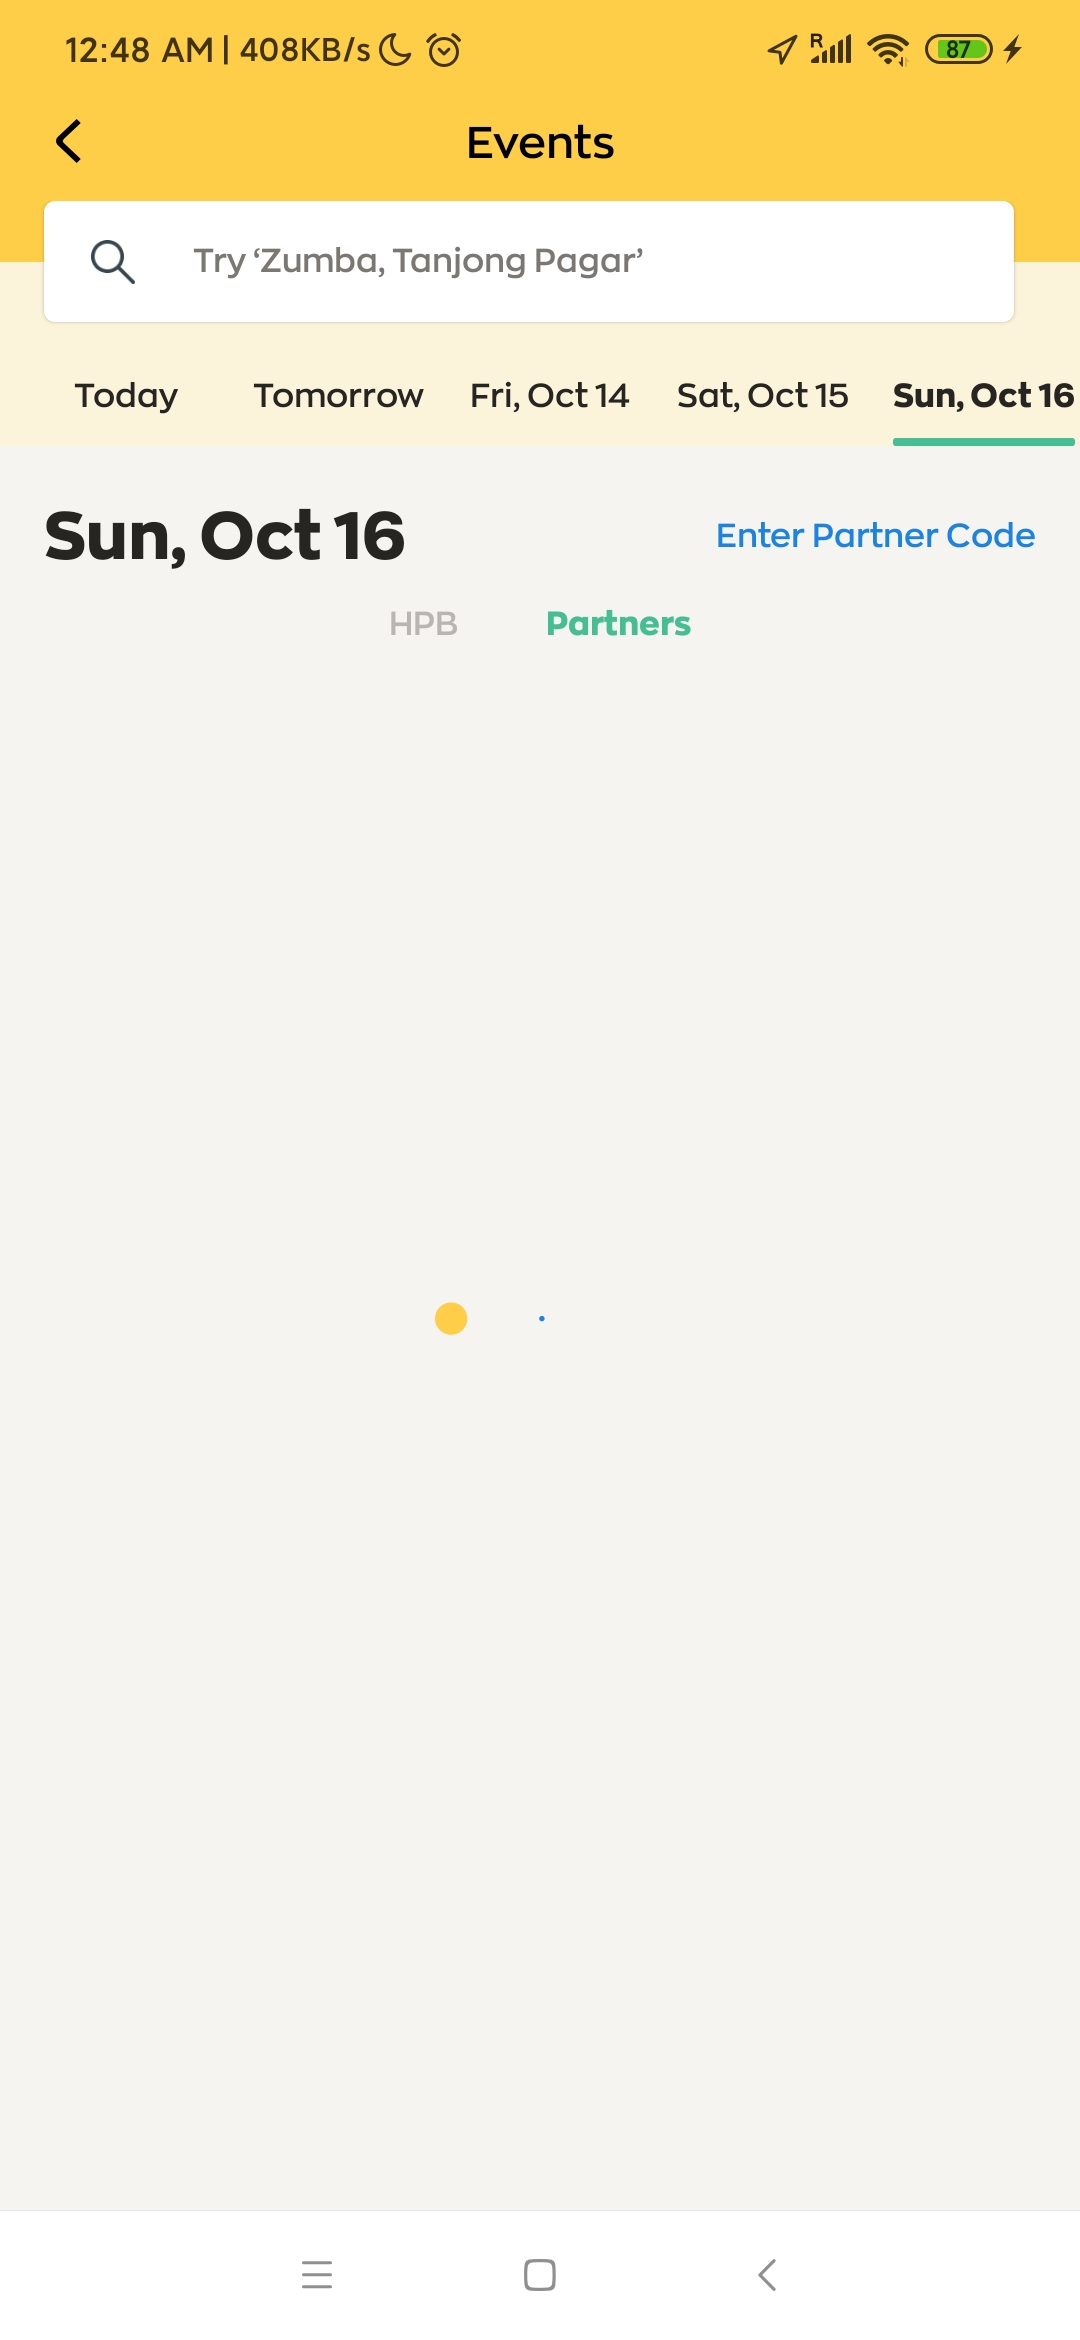 12:48 AM | 408KB/s R 87
Events
Try ‘Zumba, Tanjong Pagar’
Today Tomorrow Fri, Oct 14 Sat, Oct 15 Sun, Oct 16
Sun, Oct 16 Enter Partner Code
HPB Partners